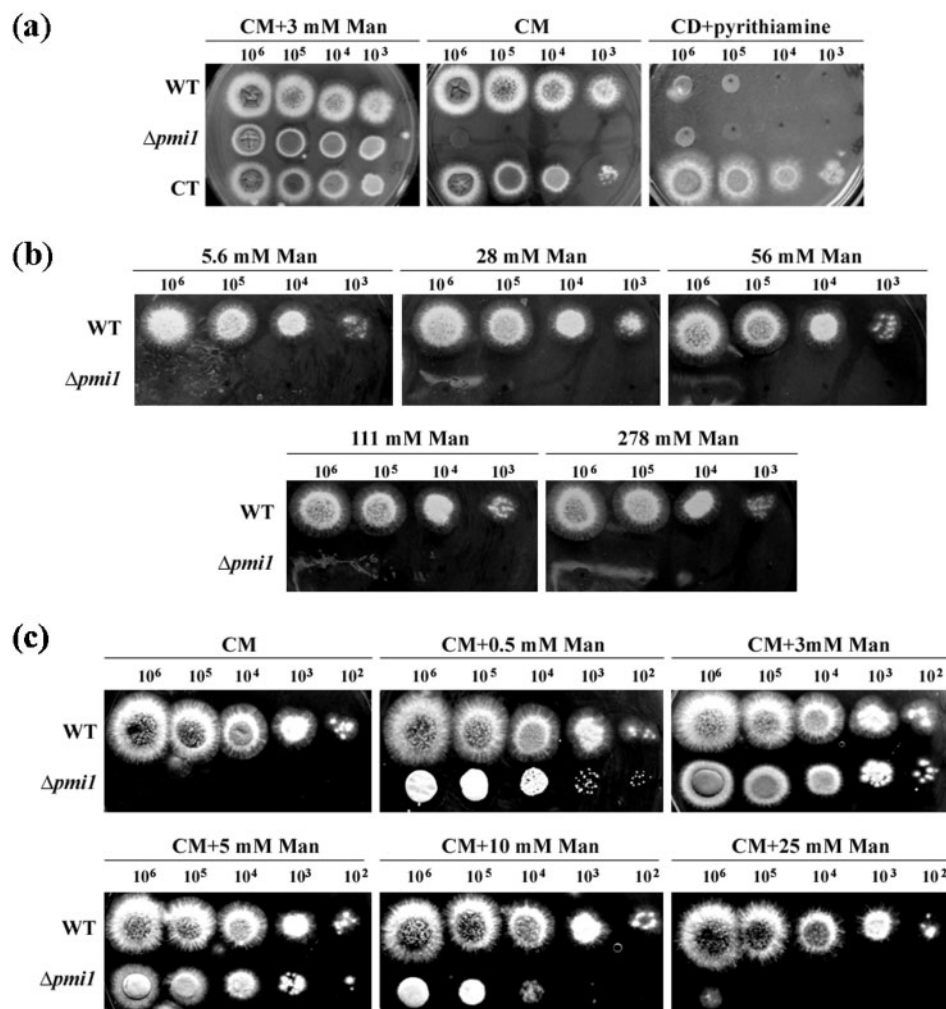 (a)
CM+3 mM Man CM CD+pyrithiamine
10⁶ 10⁵ 10⁴ 10³ 10⁶ 10⁵ 10⁴ 10³ 10⁶ 10⁵ 10⁴ 10³
WT
Δpmi1
CT
(b)
5.6 mM Man 28 mM Man 56 mM Man
10⁶ 10⁵ 10⁴ 10³ 10⁶ 10⁵ 10⁴ 10³ 10⁶ 10⁵ 10⁴ 10³
WT
Δpmi1
111 mM Man 278 mM Man
10⁶ 10⁵ 10⁴ 10³ 10⁶ 10⁵ 10⁴ 10³
WT
Δpmi1
(c)
CM CM+0.5 mM Man CM+3mM Man
10⁶ 10⁵ 10⁴ 10³ 10² 10⁶ 10⁵ 10⁴ 10³ 10² 10⁶ 10⁵ 10⁴ 10³ 10²
WT
Δpmi1
CM+5 mM Man CM+10 mM Man CM+25 mM Man
10⁶ 10⁵ 10⁴ 10³ 10² 10⁶ 10⁵ 10⁴ 10³ 10² 10⁶ 10⁵ 10⁴ 10³ 10²
WT
Δpmi1